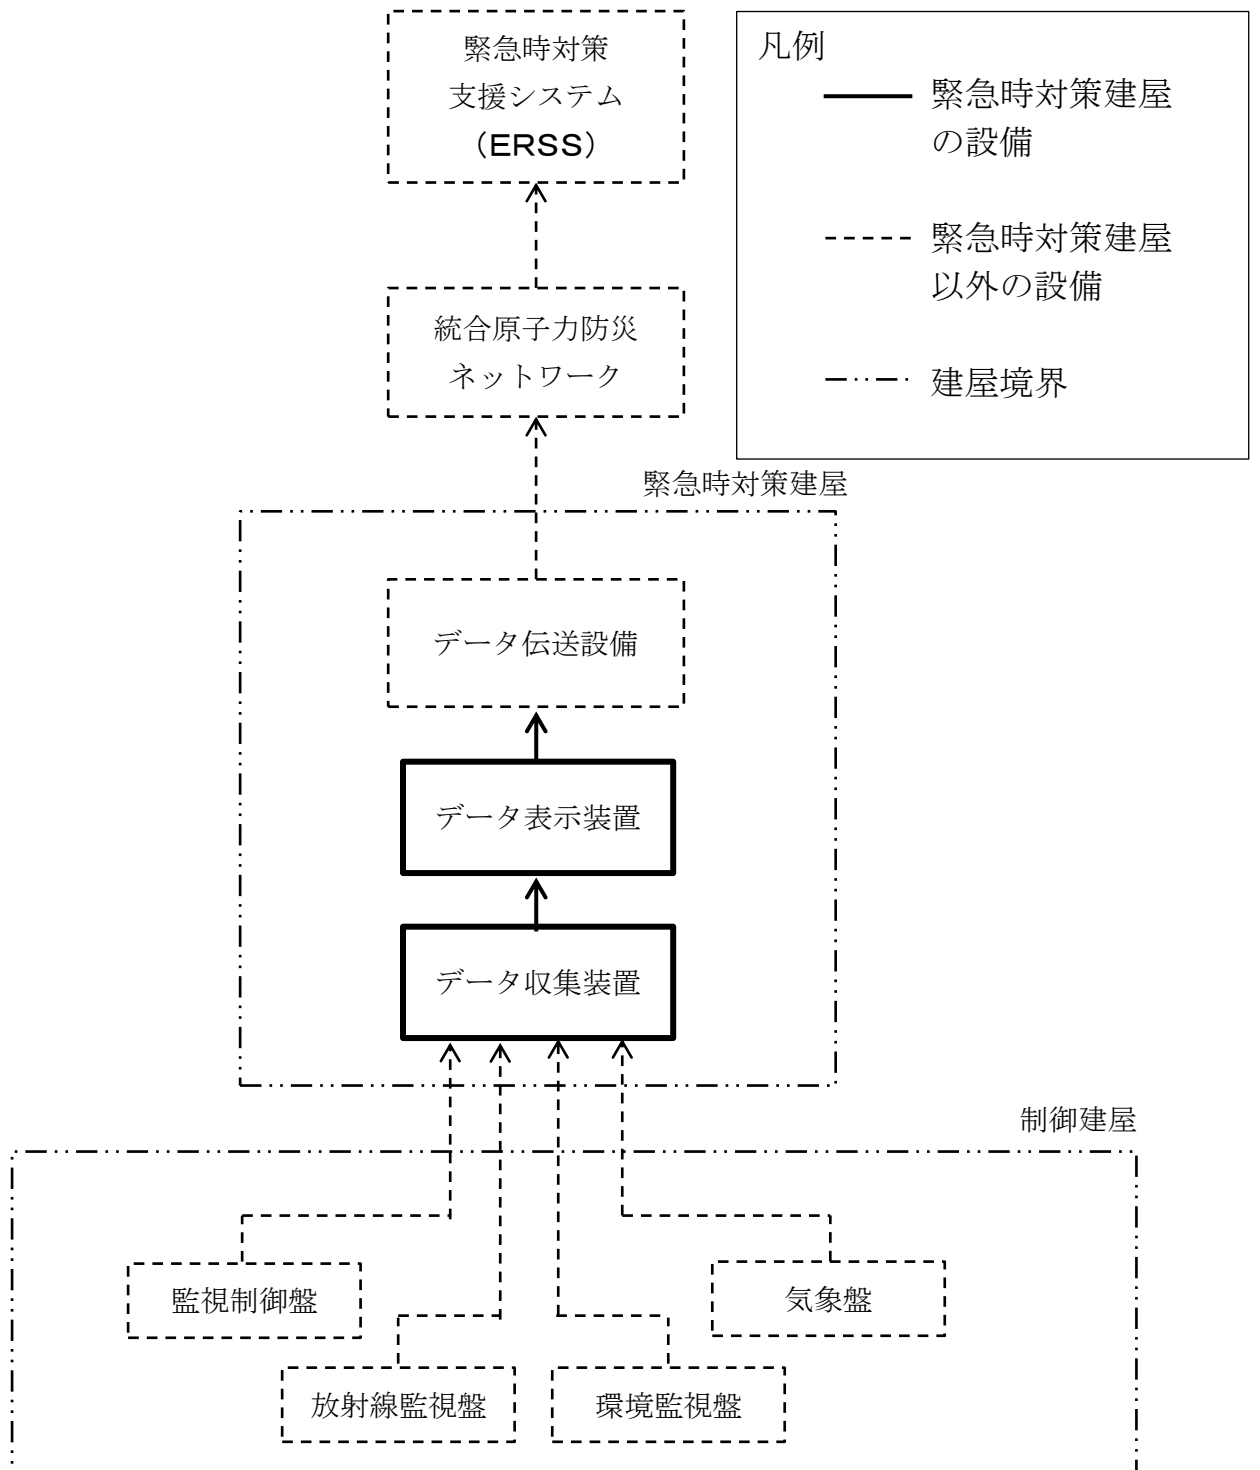 緊急時対策
支援システム
（ERSS）
凡例
緊急時対策建屋
の設備
緊急時対策建屋
以外の設備
建屋境界
統合原子力防災
ネットワーク
緊急時対策建屋
データ伝送設備
データ表示装置
データ収集装置
制御建屋
監視制御盤
気象盤
放射線監視盤
環境監視盤